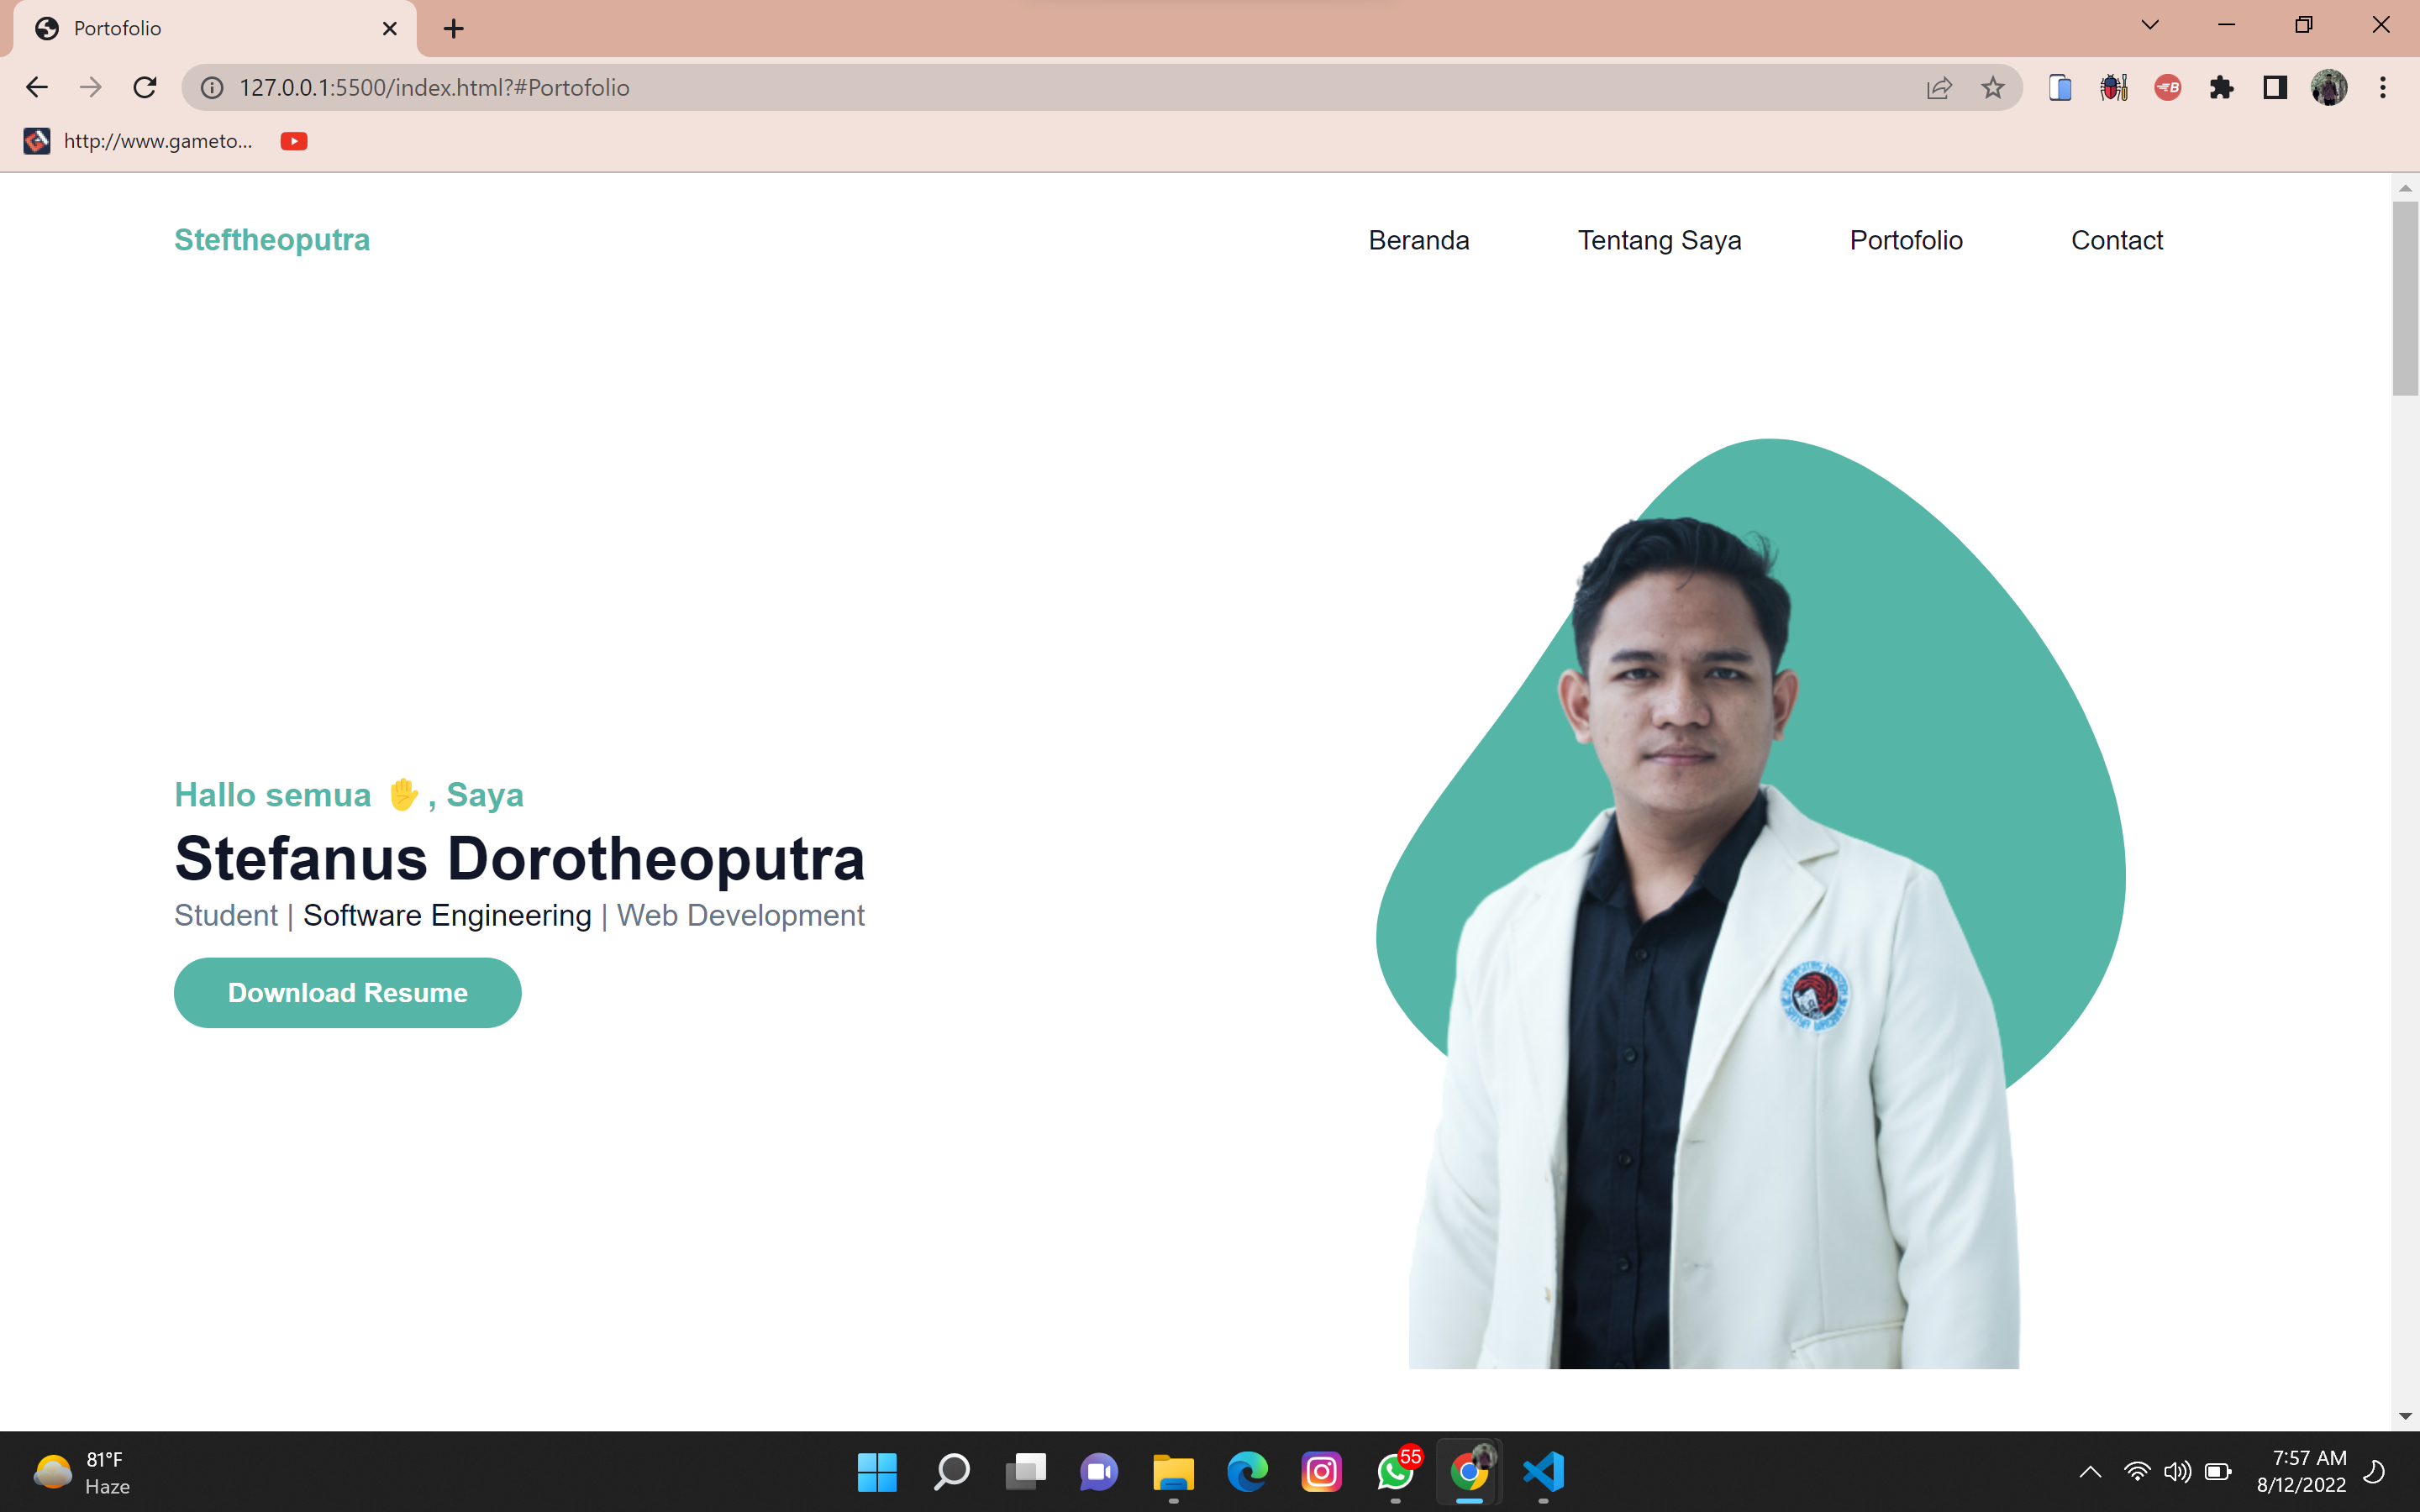 Portofolio
127.0.0.1:5500/index.html?#Portofolio
http://www.gameto...
Steftheoputra
Beranda
Tentang Saya
Portofolio
Contact
Hallo semua ✋, Saya
Stefanus Dorotheoputra
Student | Software Engineering | Web Development
Download Resume
81°F
Haze
55
7:57 AM
8/12/2022